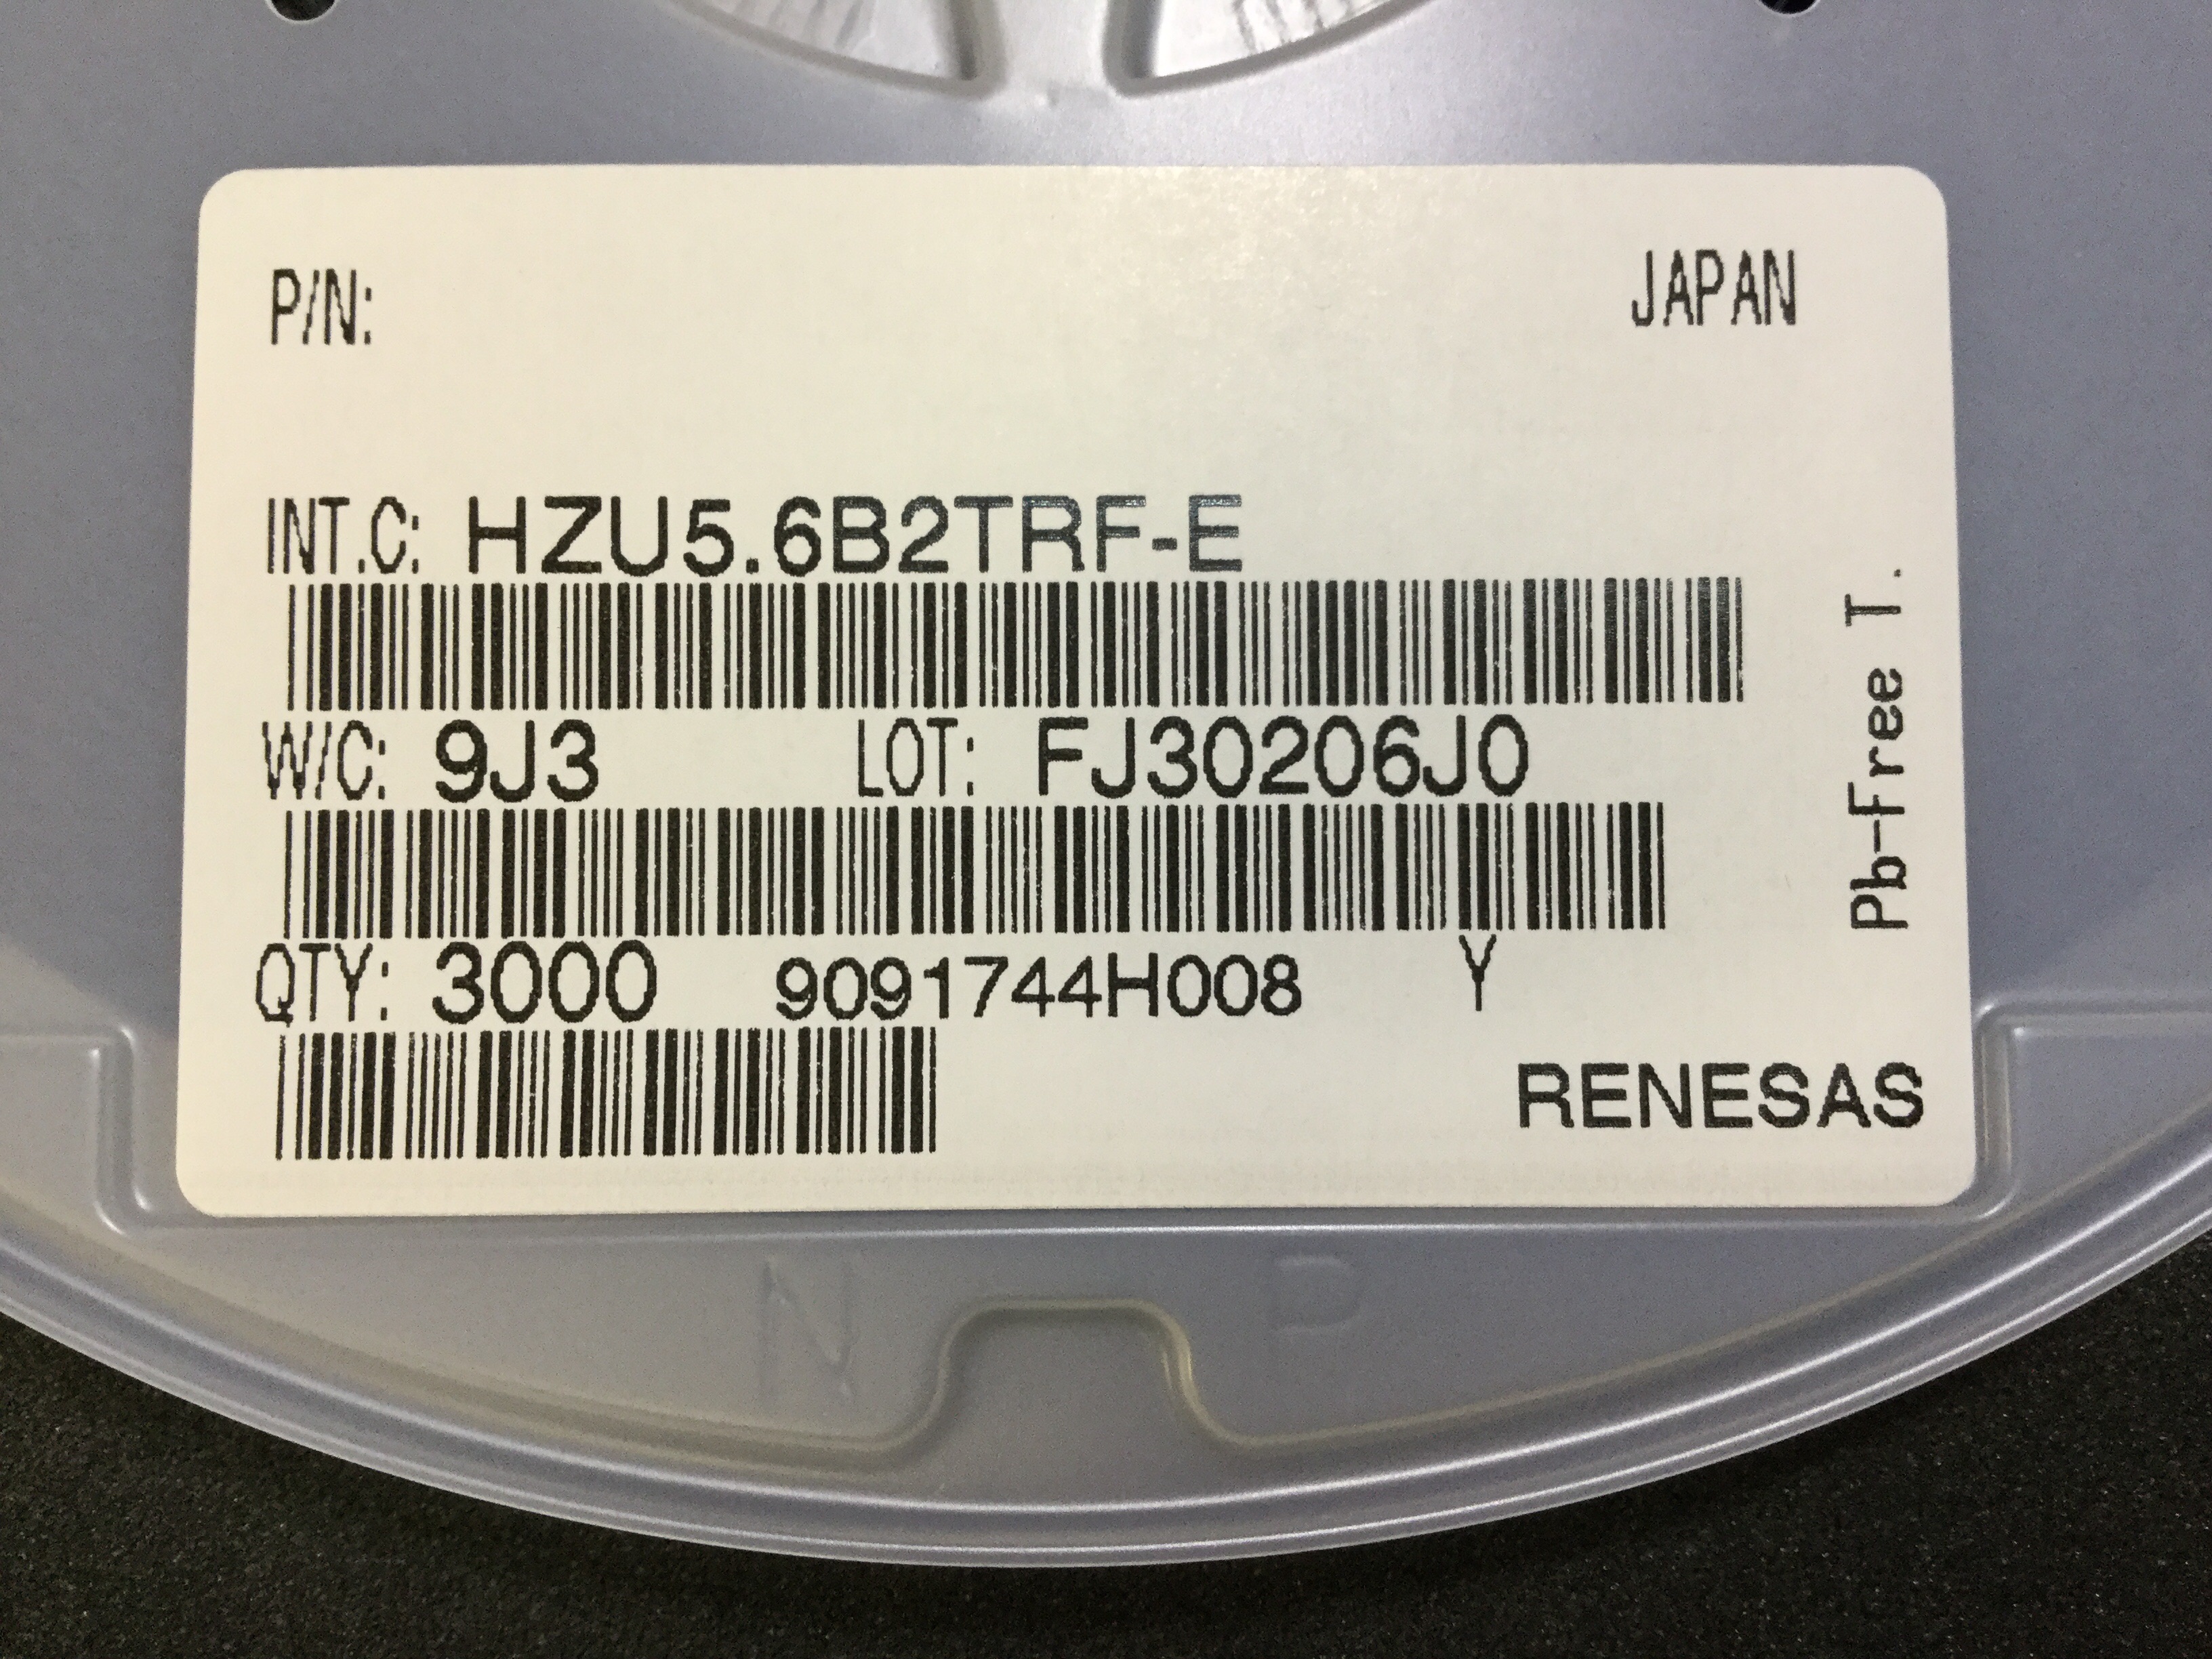 P/N: JAPAN
INT.C: HZU5.6B2TRF-E
W/C: 9J3 LOT: FJ30206J0
QTY: 3000 9091744H008 Y
RENESAS
Pb-Free T.
N P